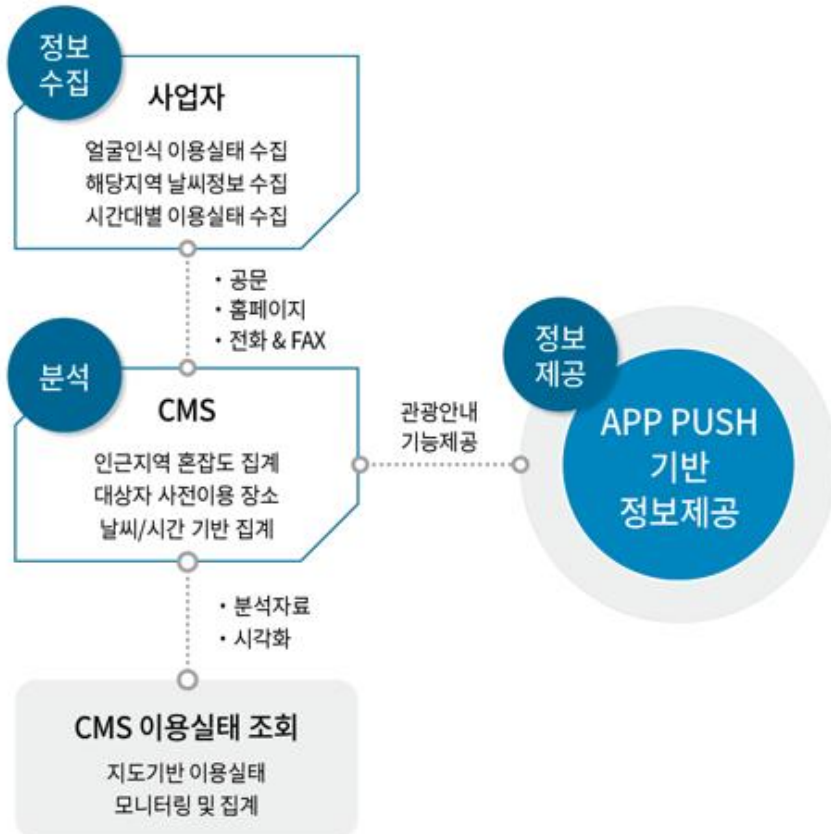 정보
수집
사업자
얼굴인식 이용실태 수집
해당지역 날씨정보 수집
시간대별 이용실태 수집
・공문
・홈페이지
・전화 & FAX
분석
CMS
인근지역 혼잡도 집계
대상자 사전이용 장소
날씨/시간 기반 집계
관광안내
기능제공
정보
제공
APP PUSH
기반
정보제공
・분석자료
・시각화
CMS 이용실태 조회
지도기반 이용실태
모니터링 및 집계